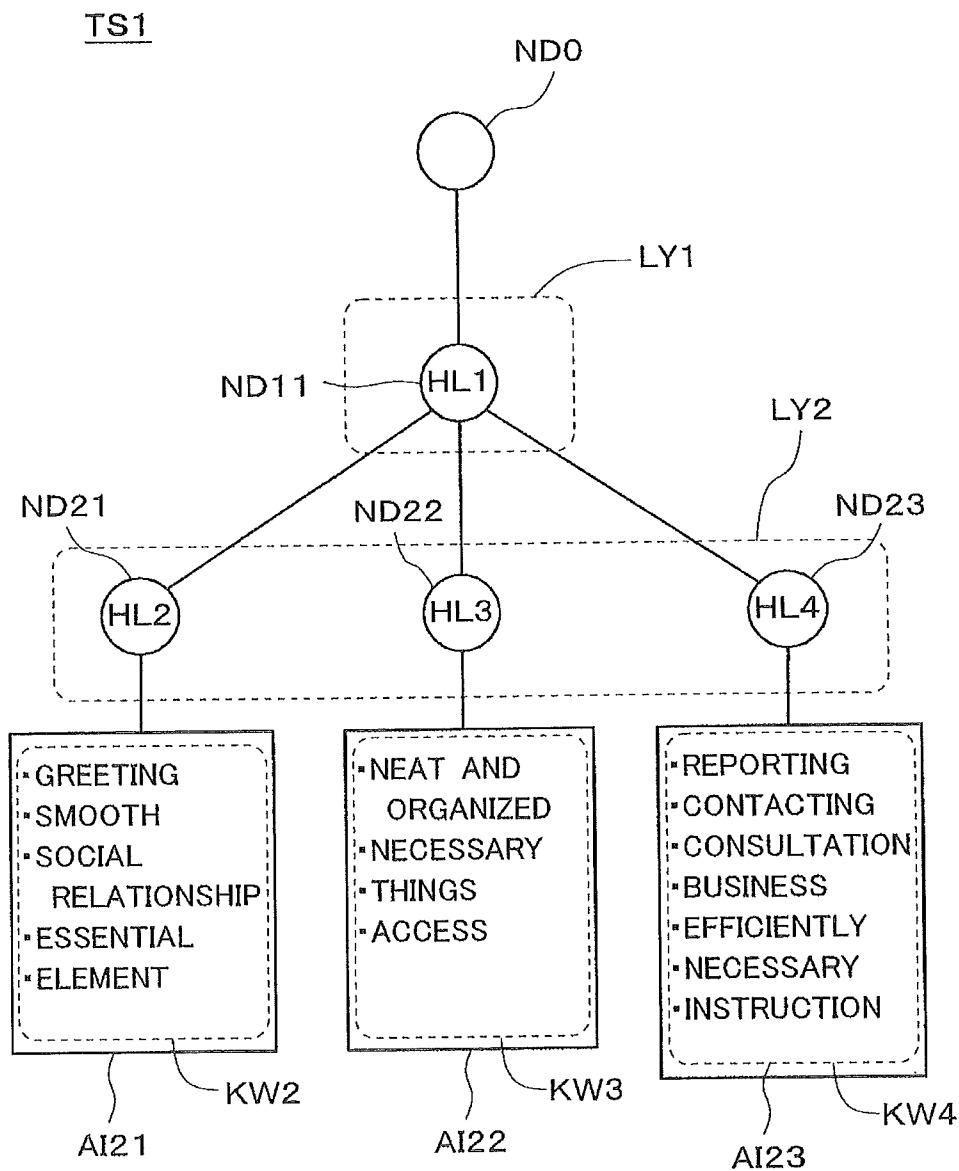 TS1
ND0
LY1
ND11
HL1
LY2
ND21
ND22
ND23
HL2
HL3
HL4
▪GREETING
▪SMOOTH
▪SOCIAL
RELATIONSHIP
▪ESSENTIAL
▪ELEMENT
▪NEAT AND
ORGANIZED
▪NECESSARY
▪THINGS
▪ACCESS
▪REPORTING
▪CONTACTING
▪CONSULTATION
▪BUSINESS
▪EFFICIENTLY
▪NECESSARY
▪INSTRUCTION
KW2
KW3
KW4
AI21
AI22
AI23